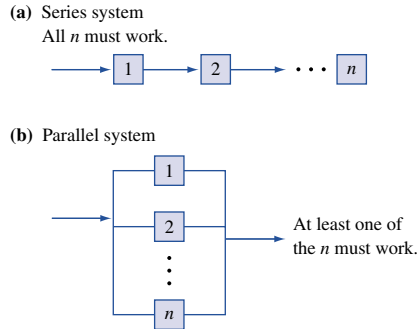 (a) Series system
All n must work.
1 2 ... n
(b) Parallel system
1
2
At least one of
the n must work.
n